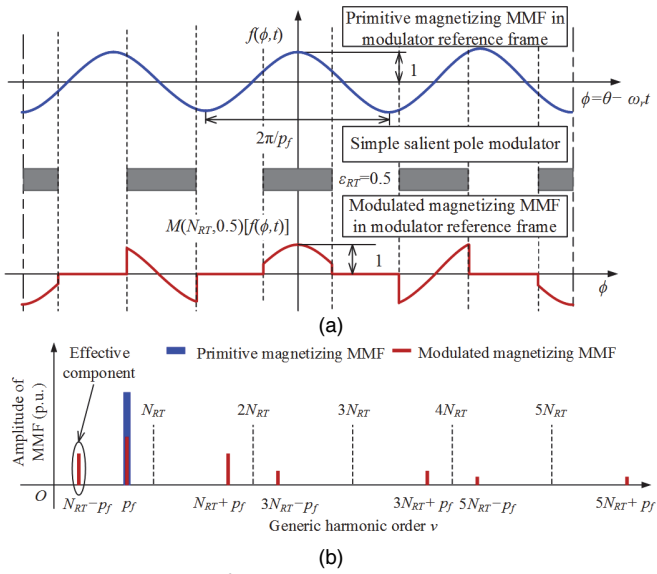 (a)
f(ϕ,t)
Primitive magnetizing MMF in
modulator reference frame
1
ϕ=θ− ωrt
2π/pf
Simple salient pole modulator
εRT=0.5
M(NRT,0.5)[f(ϕ,t)]
Modulated magnetizing MMF
in modulator reference frame
1
ϕ
(a)
Effective
component
Primitive magnetizing MMF
Modulated magnetizing MMF
Amplitude of
MMF (p.u.)
NRT
2NRT
3NRT
4NRT
5NRT
O
NRT−pf
pf
NRT+ pf
3NRT−pf
3NRT+ pf
5NRT−pf
5NRT+ pf
Generic harmonic order v
(b)